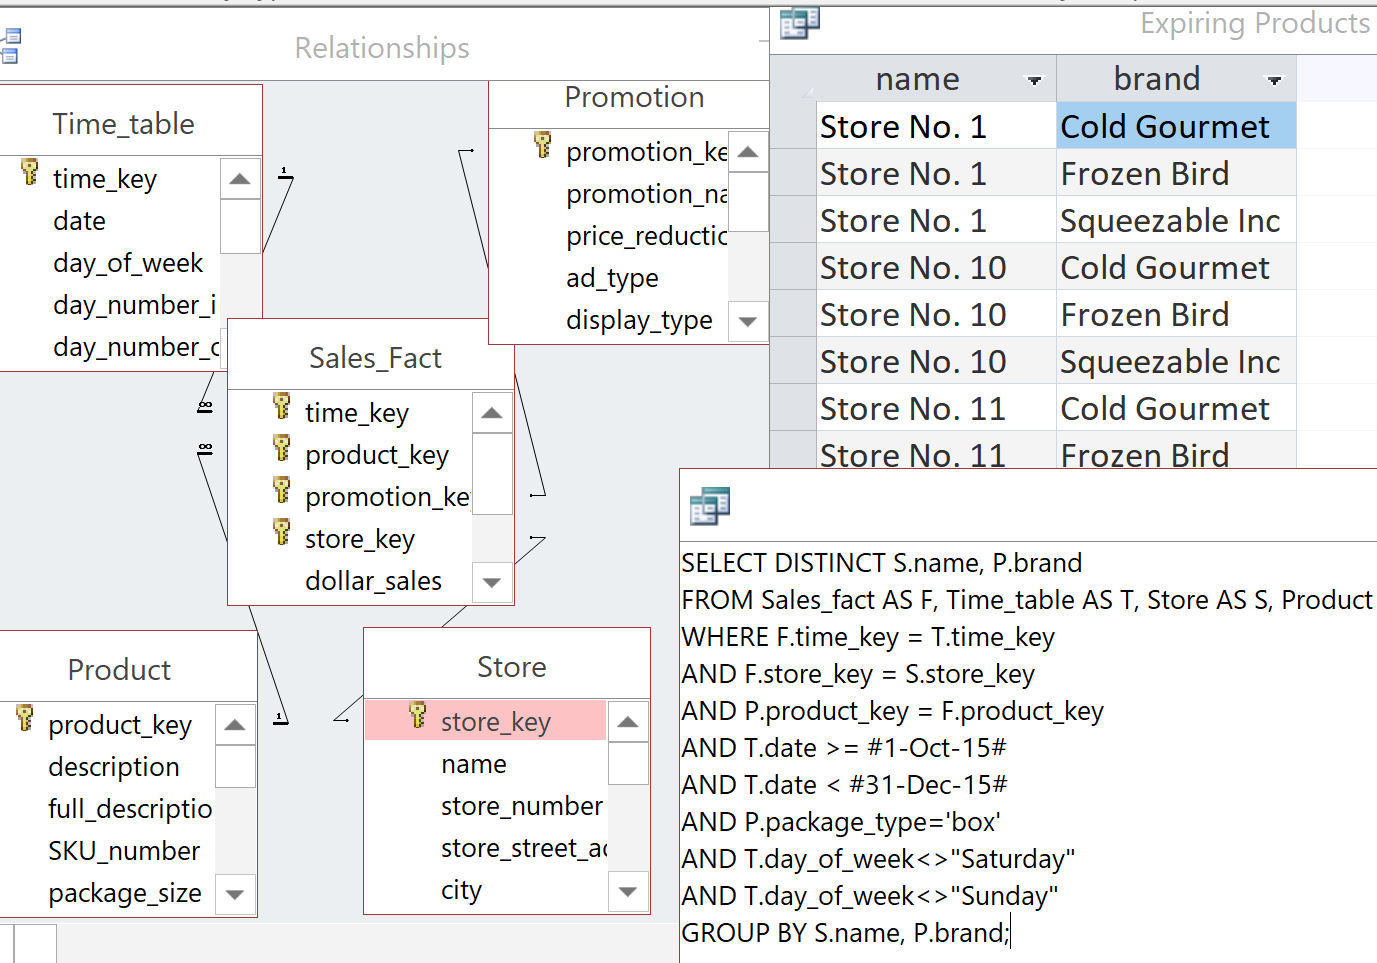 Relationships
Time_table
time_key
date
day_of_week
day_number_i
day_number_c
Promotion
promotion_ke
promotion_na
price_reductic
ad_type
display_type
Sales_Fact
time_key
product_key
promotion_key
store_key
dollar_sales
Product
product_key
description
full_descriptio
SKU_number
package_size
Store
store_key
name
store_number
store_street_ad
city
1
∞
∞
1
Expiring Products
name brand
Store No. 1 Cold Gourmet
Store No. 1 Frozen Bird
Store No. 1 Squeezable Inc
Store No. 10 Cold Gourmet
Store No. 10 Frozen Bird
Store No. 10 Squeezable Inc
Store No. 11 Cold Gourmet
Store No. 11 Frozen Bird
SELECT DISTINCT S.name, P.brand
FROM Sales_fact AS F, Time_table AS T, Store AS S, Product
WHERE F.time_key = T.time_key
AND F.store_key = S.store_key
AND P.product_key = F.product_key
AND T.date >= #1-Oct-15#
AND T.date < #31-Dec-15#
AND P.package_type='box'
AND T.day_of_week<>"Saturday"
AND T.day_of_week<>"Sunday"
GROUP BY S.name, P.brand;